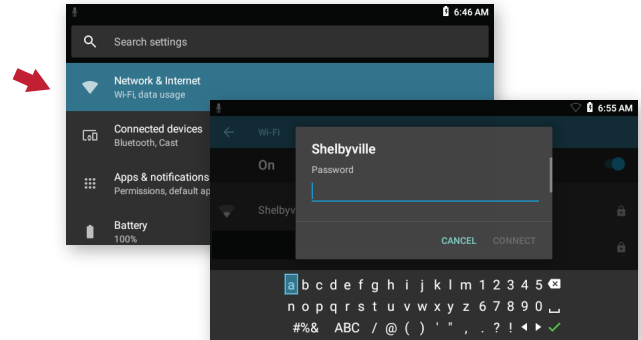 6:46 AM
Search settings
Network & Internet
Wi-Fi, data usage
Connected devices
Bluetooth, Cast
Apps & notifications
Permissions, default ap
Battery
100%
6:55 AM
Wi-Fi
On
Shelbyv
Shelbyville
Password
CANCEL CONNECT
a b c d e f g h i j k l m 1 2 3 4 5
n o p q r s t u v w x y z 6 7 8 9 0
#%& ABC / @ ( ) ' " , . ? !